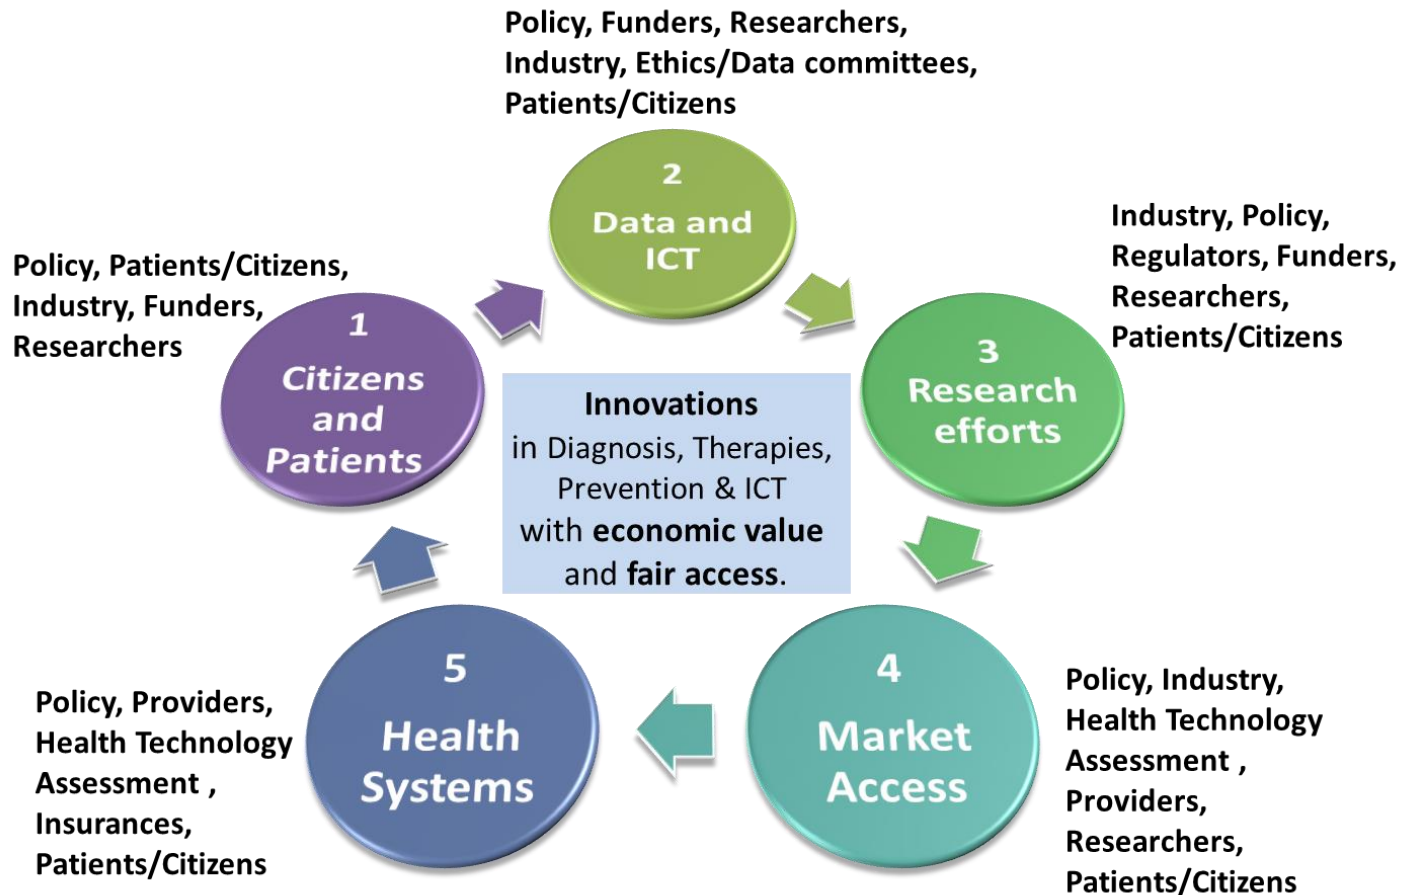 Policy, Funders, Researchers,
Industry, Ethics/Data committees,
Patients/Citizens
2
Data and
ICT
Industry, Policy,
Regulators, Funders,
Researchers,
Patients/Citizens
Policy, Patients/Citizens,
Industry, Funders,
Researchers
1
Citizens
and
Patients
3
Research
efforts
Innovations
in Diagnosis, Therapies,
Prevention & ICT
with economic value
and fair access.
5
Health
Systems
4
Market
Access
Policy, Providers,
Health Technology
Assessment ,
Insurances,
Patients/Citizens
Policy, Industry,
Health Technology
Assessment ,
Providers,
Researchers,
Patients/Citizens